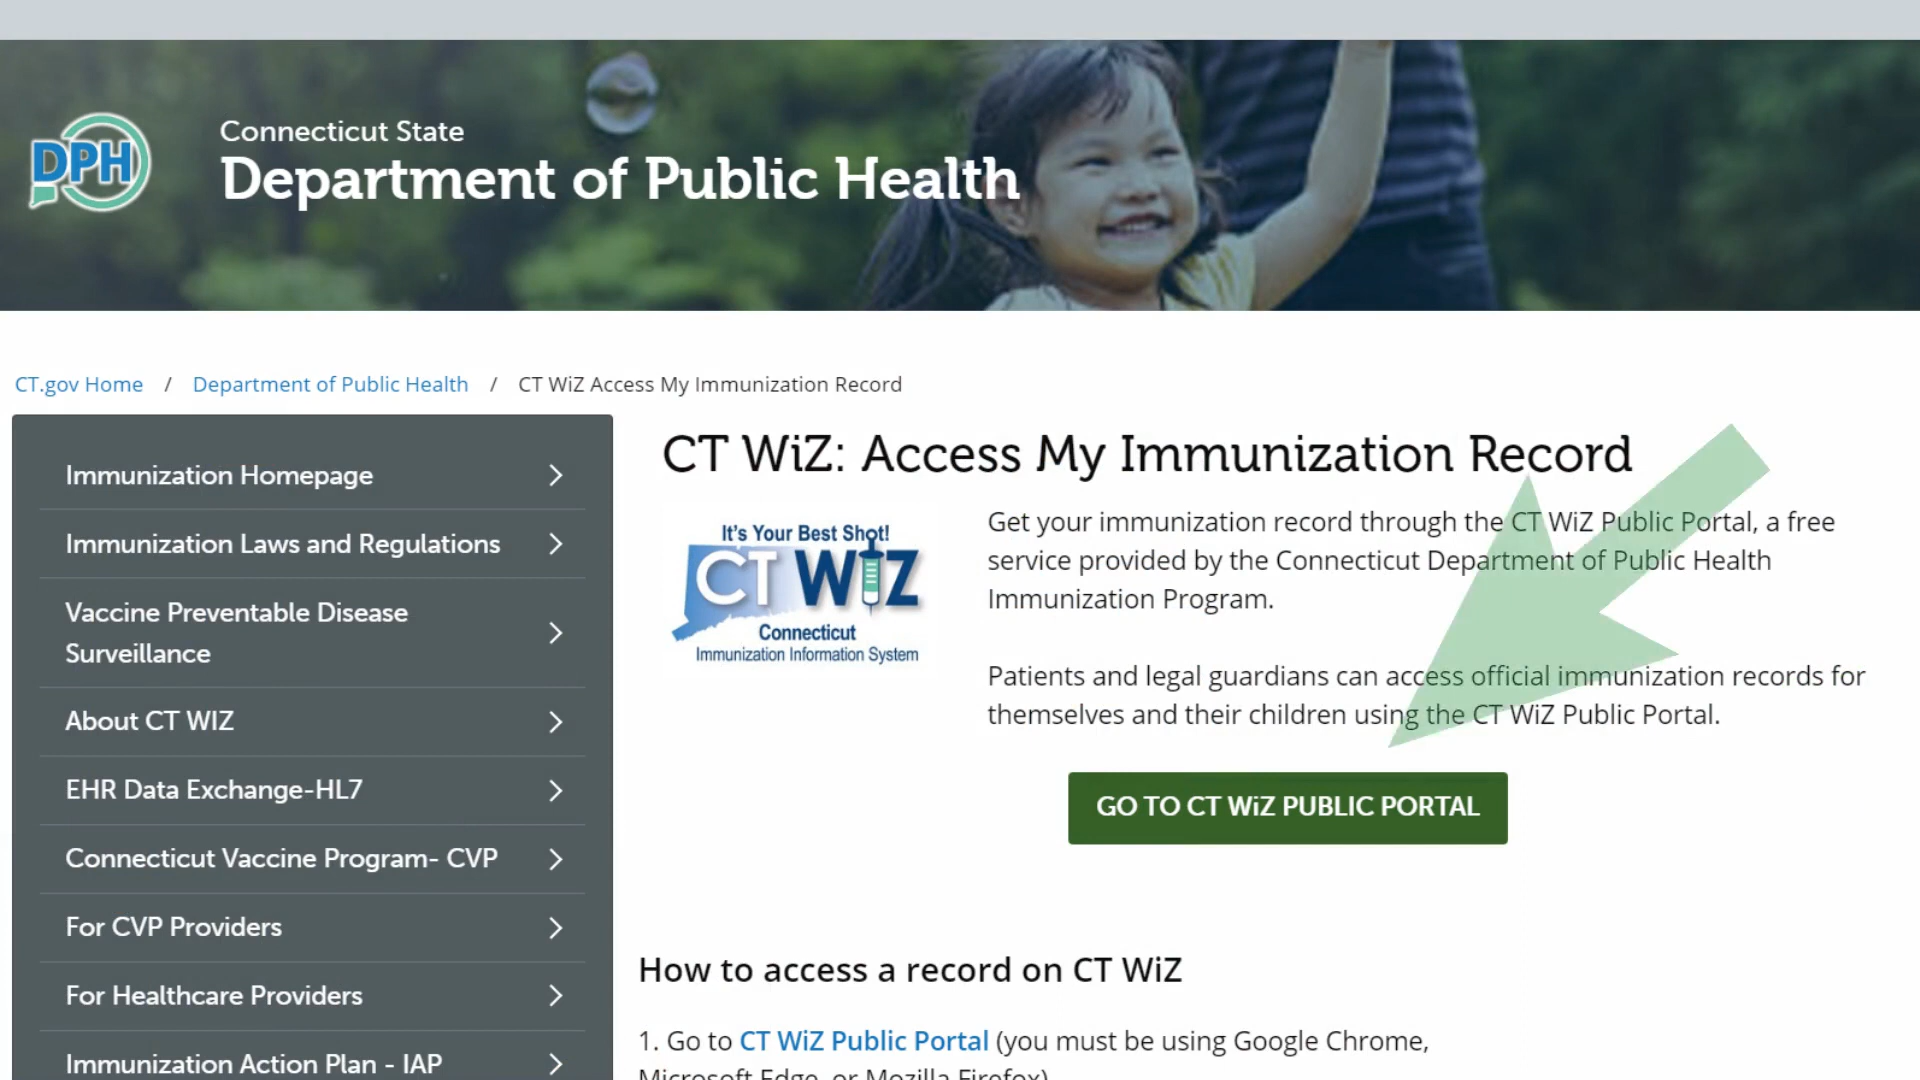 DPH
Connecticut State
Department of Public Health
CT.gov Home / Department of Public Health / CT WiZ Access My Immunization Record
Immunization Homepage
Immunization Laws and Regulations
Vaccine Preventable Disease
Surveillance
About CT WIZ
EHR Data Exchange-HL7
Connecticut Vaccine Program- CVP
For CVP Providers
For Healthcare Providers
Immunization Action Plan - IAP
CT WiZ: Access My Immunization Record
It's Your Best Shot!
CT WiZ
Connecticut
Immunization Information System
Get your immunization record through the CT WiZ Public Portal, a free
service provided by the Connecticut Department of Public Health
Immunization Program.
Patients and legal guardians can access official immunization records for
themselves and their children using the CT WiZ Public Portal.
GO TO CT WiZ PUBLIC PORTAL
How to access a record on CT WiZ
1. Go to CT WiZ Public Portal (you must be using Google Chrome,
Microsoft Edge, or Mozilla Firefox)